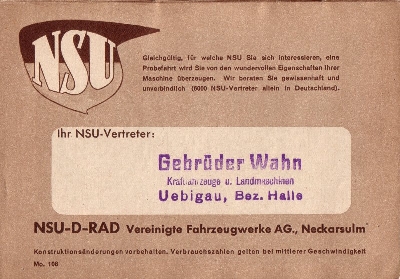 NSU
Gleichgültig, für welche NSU Sie sich interessieren, eine
Probefahrt wird Sie von den wundervollen Eigenschaften Ihrer
Maschine überzeugen. Wir beraten Sie gewissenhaft und
unverbindlich (6000 NSU-Vertreter allein in Deutschland).
Ihr NSU-Vertreter:
Gebrüder Wahn
Kraftfahrzeuge u. Landmaschinen
Uebigau, Bez. Halle
NSU-D-RAD Vereinigte Fahrzeugwerke AG., Neckarsulm
Konstruktionsänderungen vorbehalten. Verbrauchszahlen gelten bei mittlerer Geschwindigkeit
Mo. 108